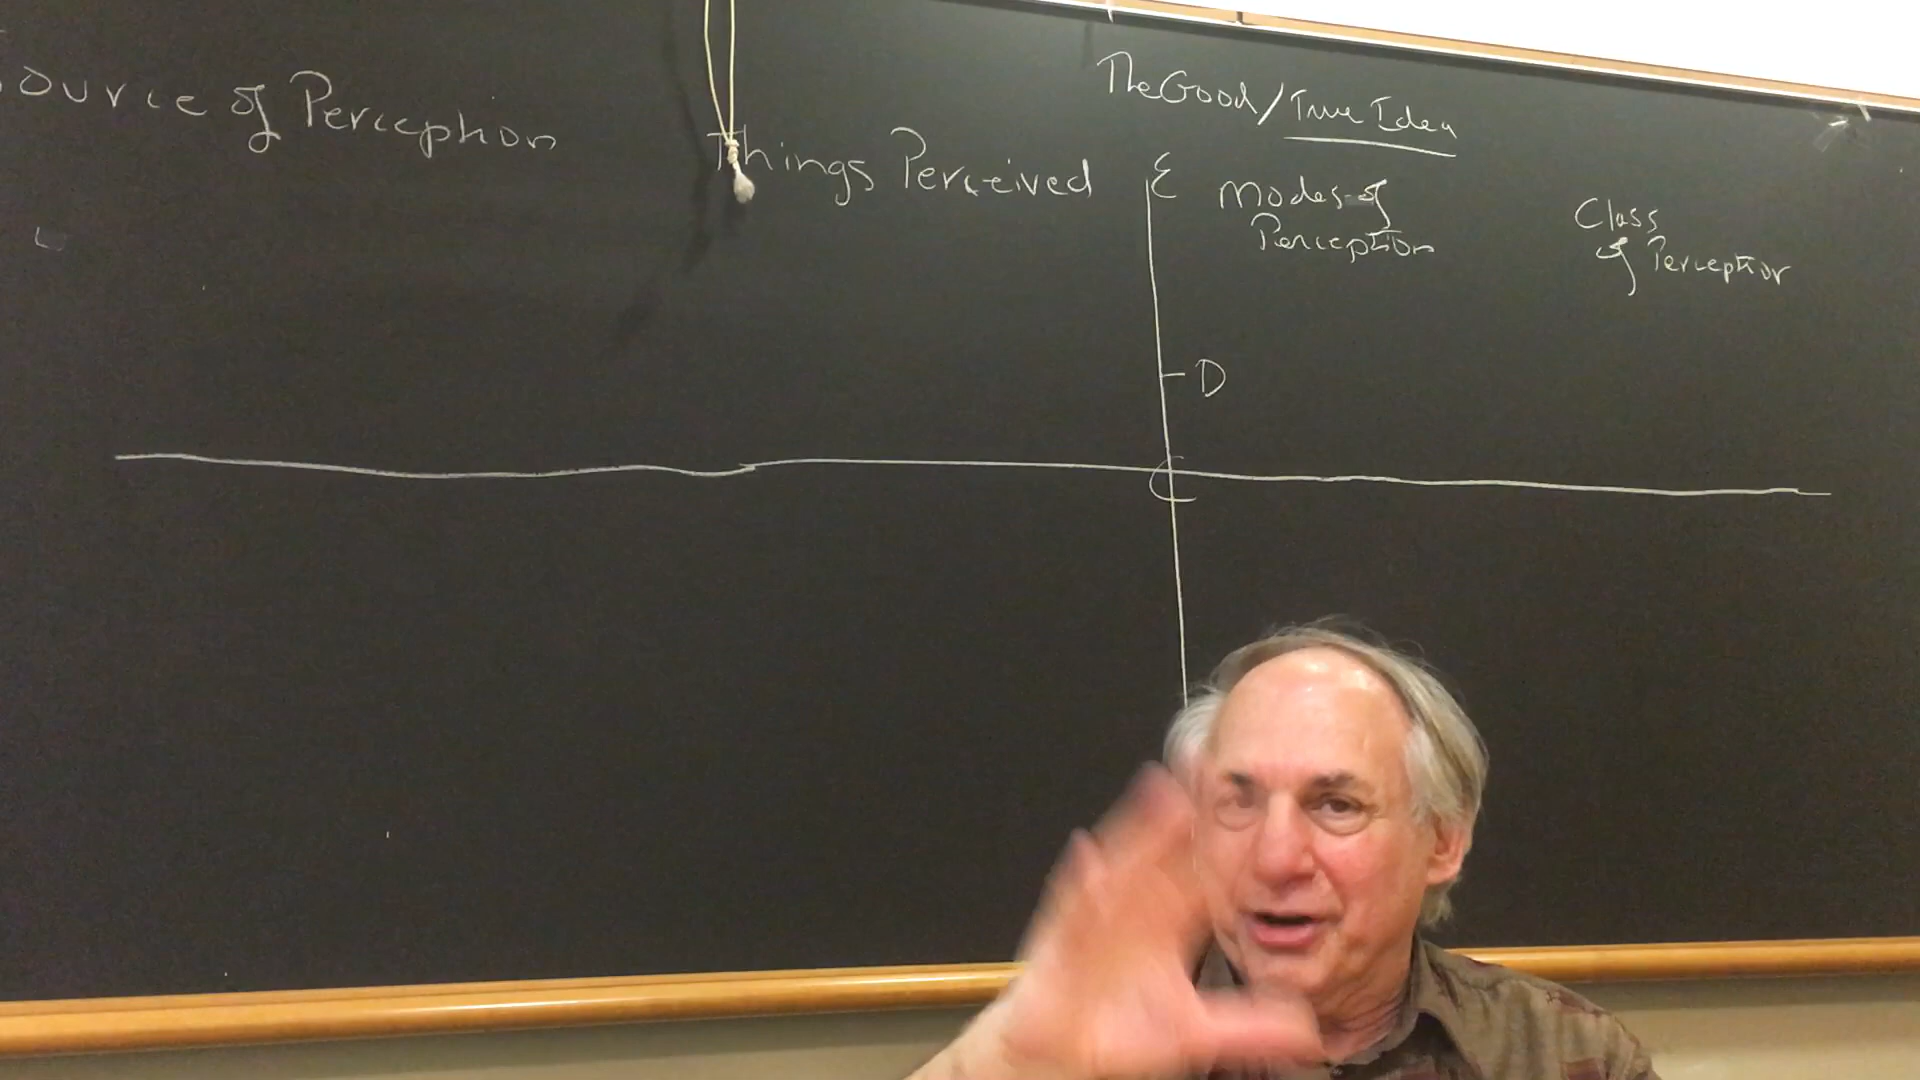 The Good/True Idea
Source of Perception
Things Perceived
E
Modes of
Perception
Class
of Perception
D
C